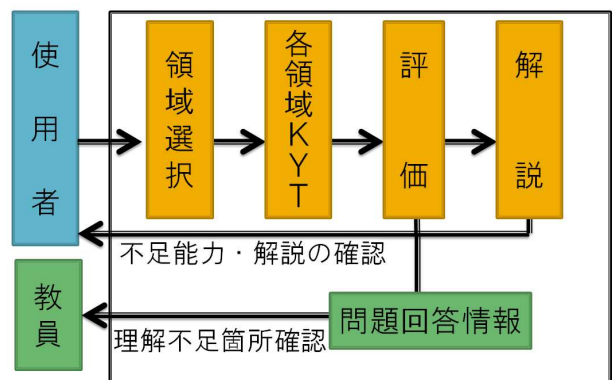 使用者
領域選択
各領域KYT
評価
解説
不足能力・解説の確認
教員
理解不足箇所確認
問題回答情報